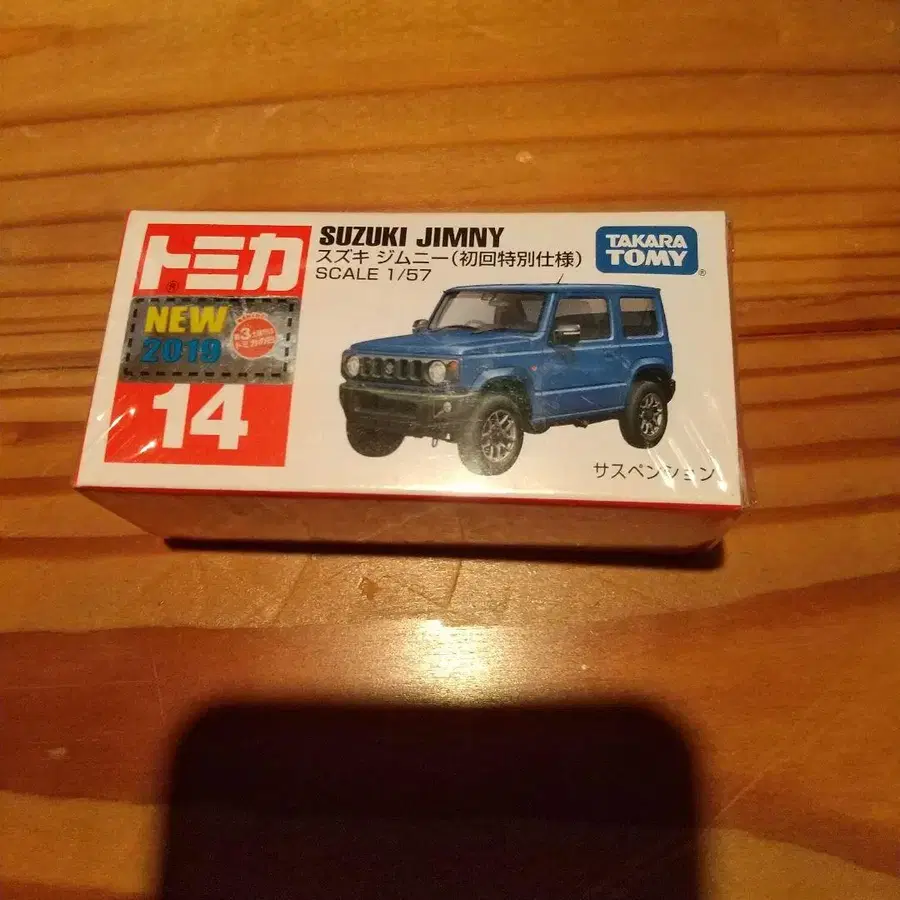 トミカ
®
NEW
2019
14
SUZUKI JIMNY
スズキ ジムニー(初回特別仕様)
SCALE 1/57
TAKARA
TOMY
®
サスペンション